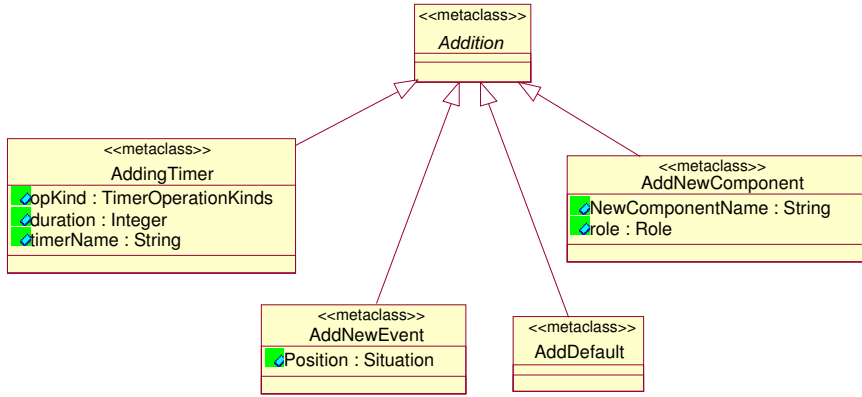 <<metaclass>>
Addition
<<metaclass>>
AddingTimer
opKind : TimerOperationKinds
duration : Integer
timerName : String
<<metaclass>>
AddNewComponent
NewComponentName : String
role : Role
<<metaclass>>
AddNewEvent
Position : Situation
<<metaclass>>
AddDefault